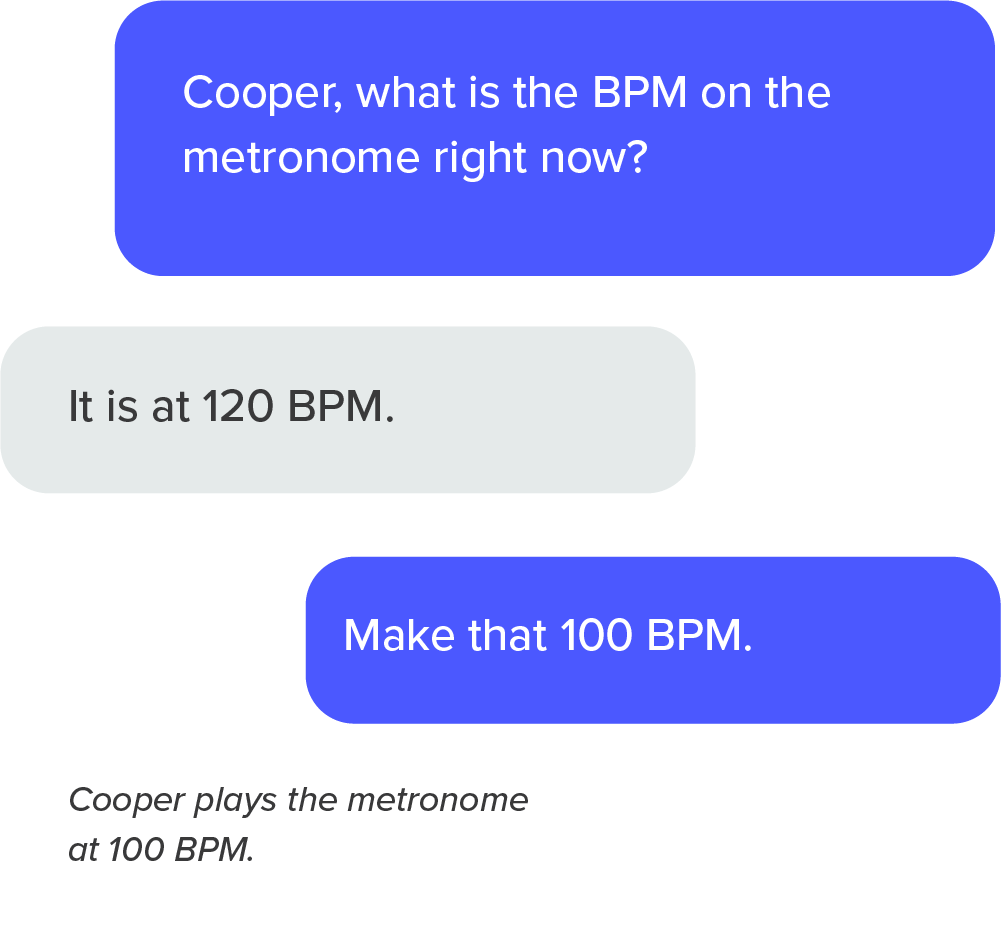 Cooper, what is the BPM on the
metronome right now?
It is at 120 BPM.
Make that 100 BPM.
Cooper plays the metronome
at 100 BPM.